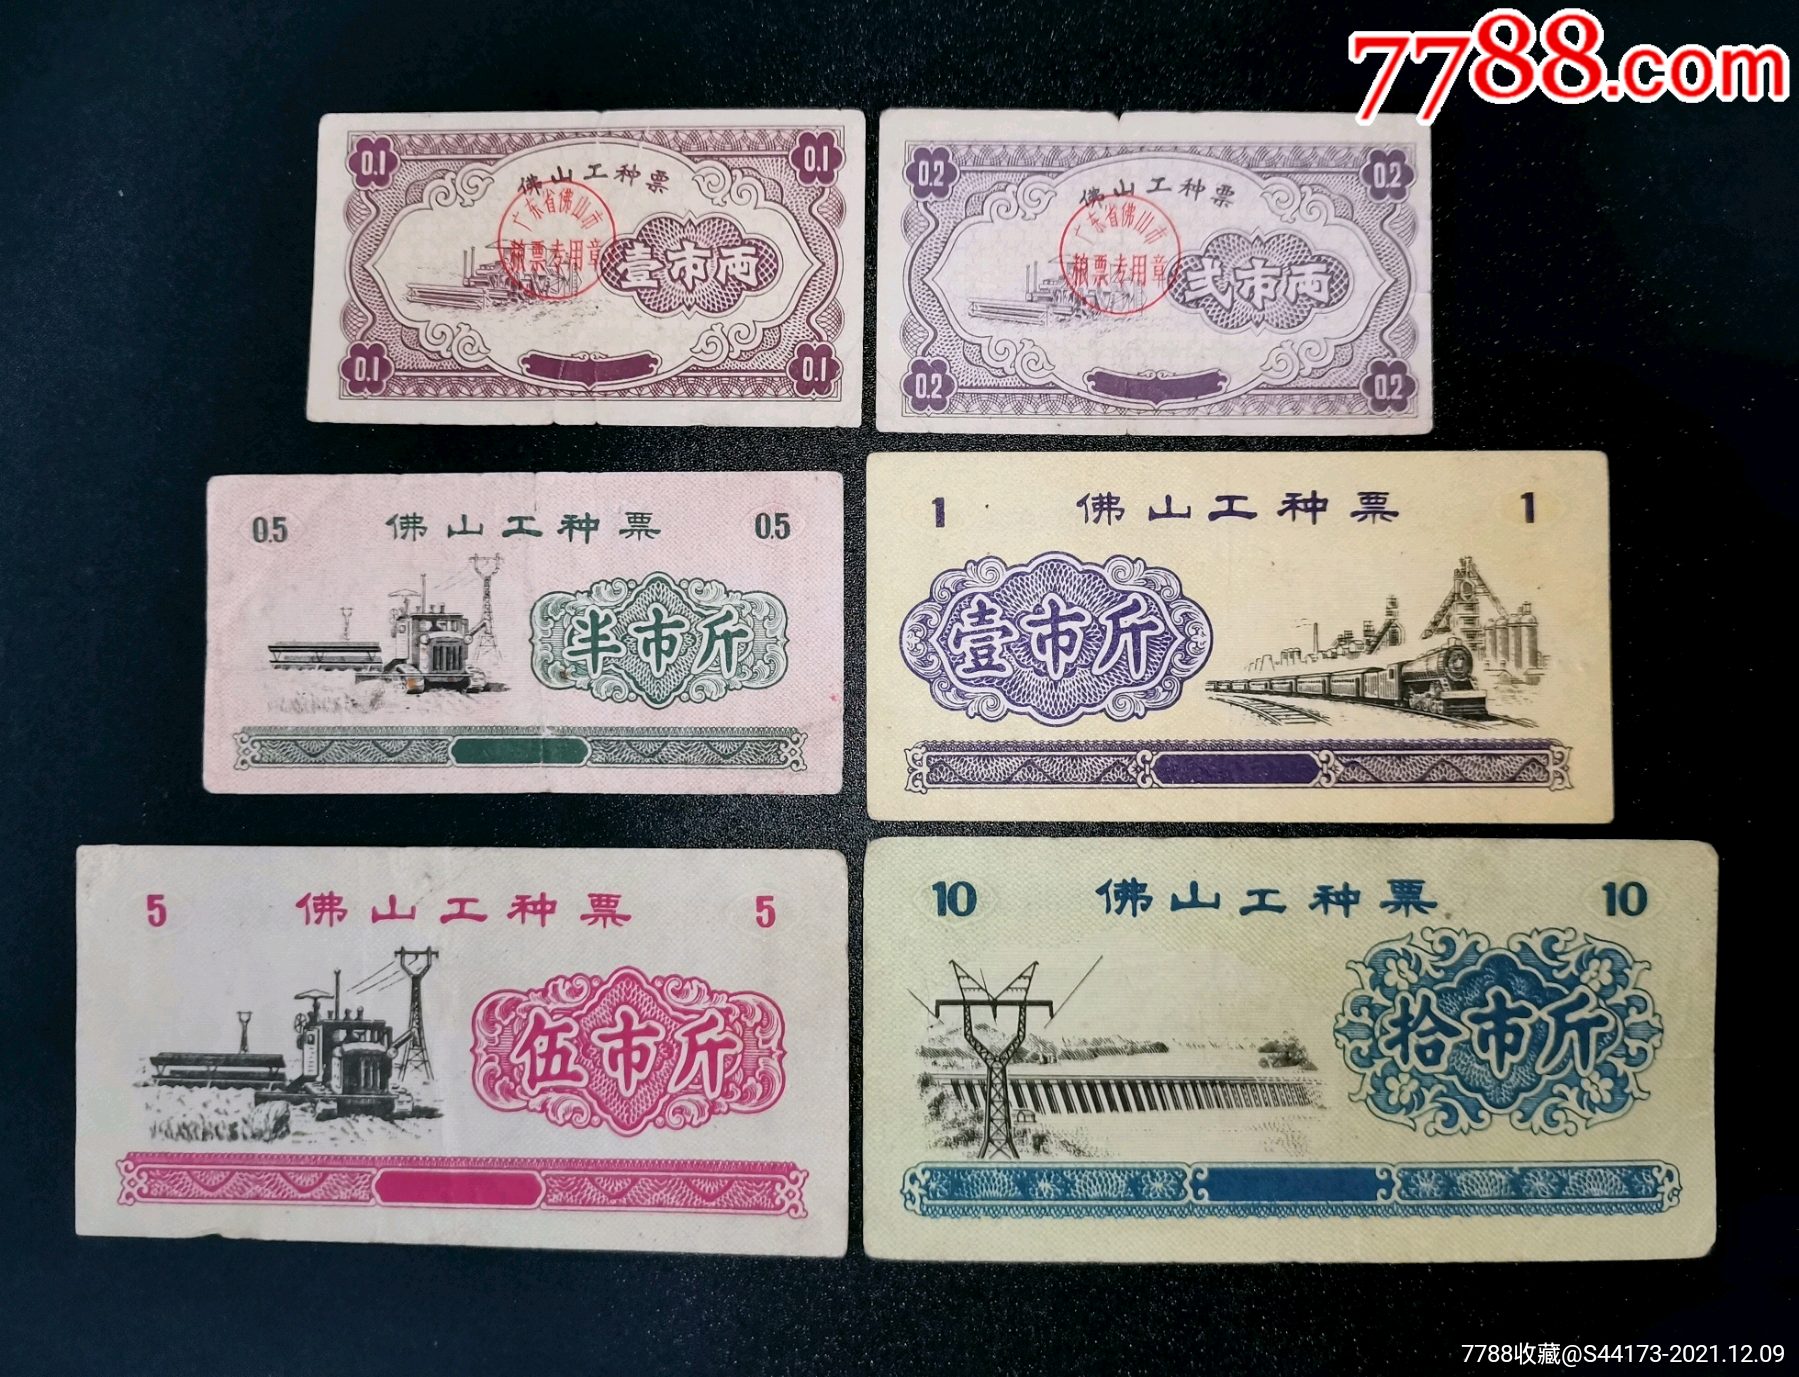 7788.com
0.1
0.1
佛山工种票
广东省佛山市
粮票专用章
壹市两
0.1
0.1
0.2
0.2
佛山工种票
广东省佛山市
粮票专用章
弍市两
0.2
0.2
0.5
佛山工种票
0.5
半市斤
1
佛山工种票
1
壹市斤
5
佛山工种票
5
伍市斤
10
佛山工种票
10
拾市斤
7788收藏@S44173-2021.12.09